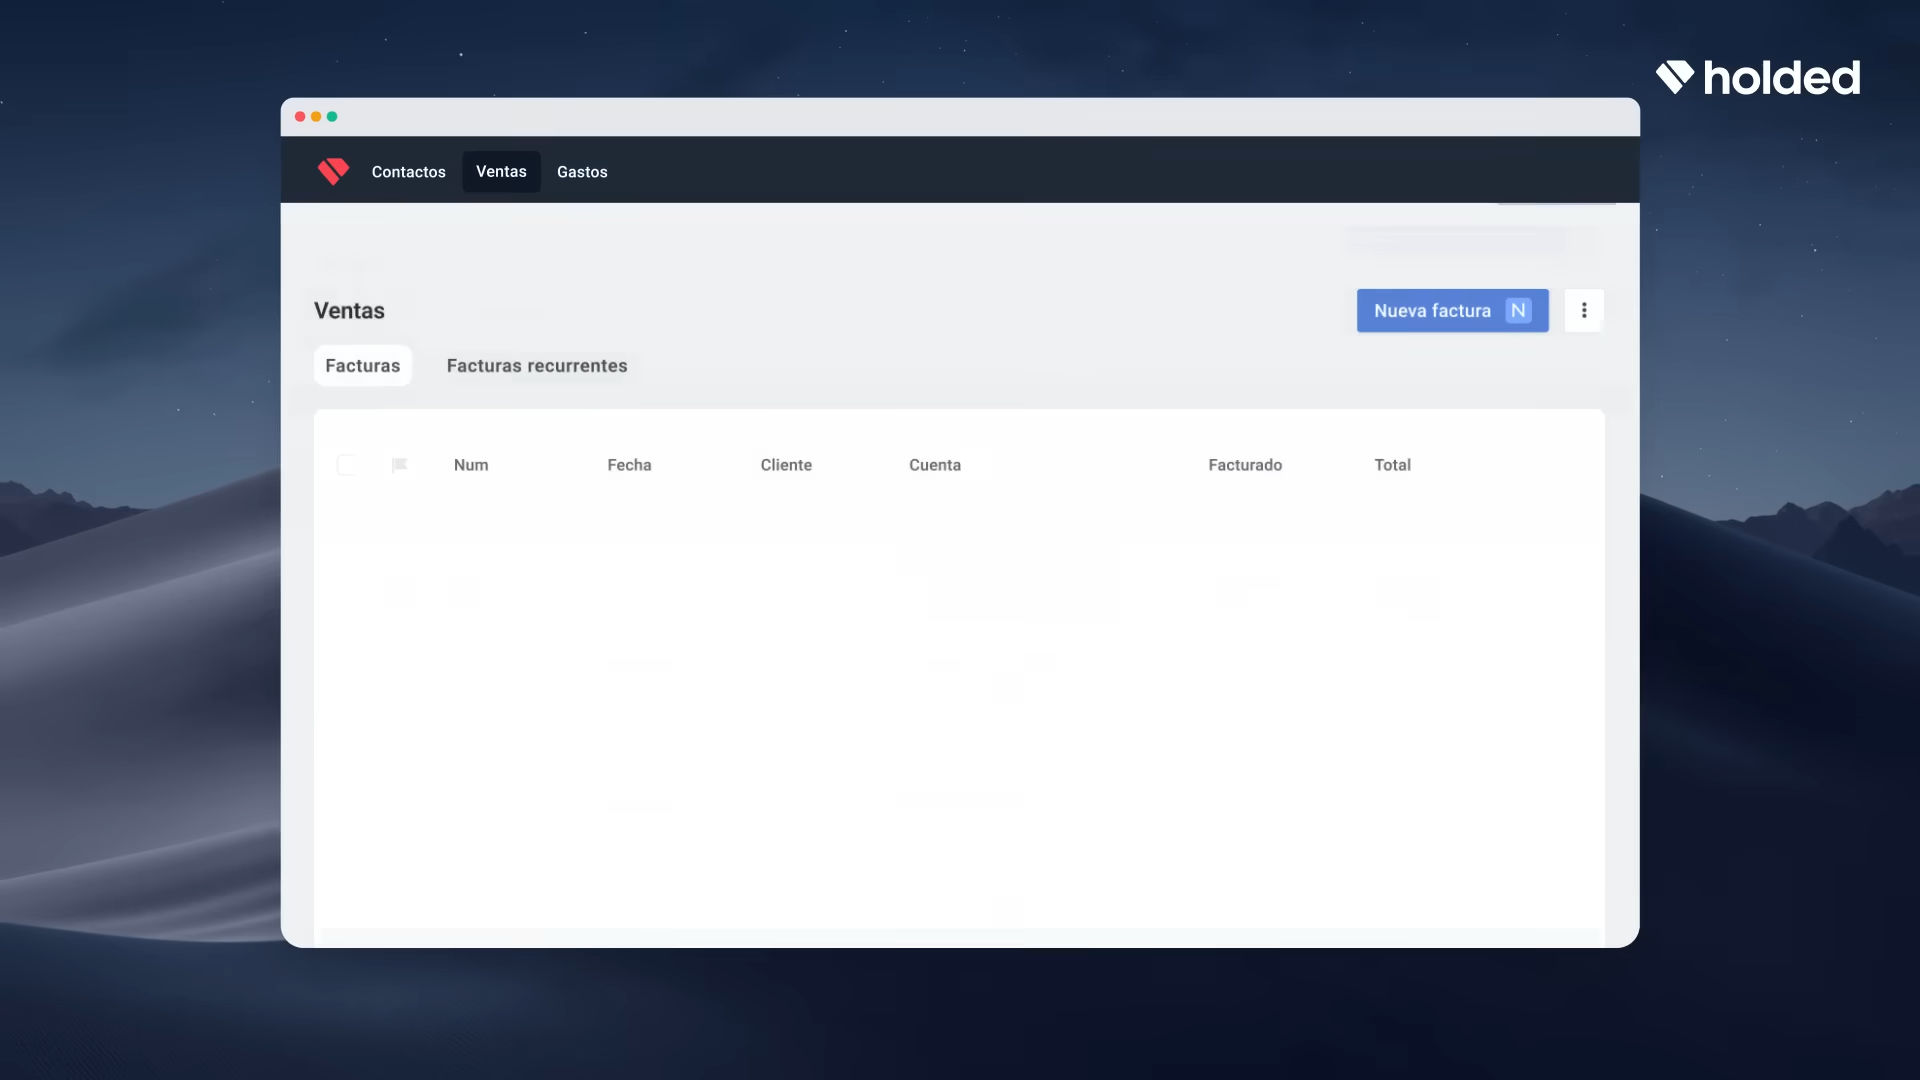 holded
Contactos Ventas Gastos
Ventas
Nueva factura N
Facturas Facturas recurrentes
Num Fecha Cliente Cuenta Facturado Total